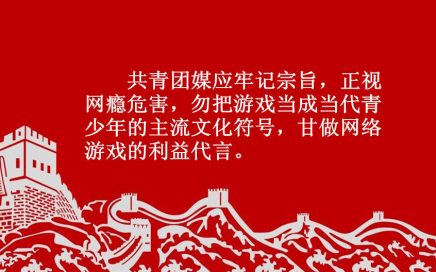 共青团媒应牢记宗旨，正视
网瘾危害，勿把游戏当成当代青
少年的主流文化符号，甘做网络
游戏的利益代言。